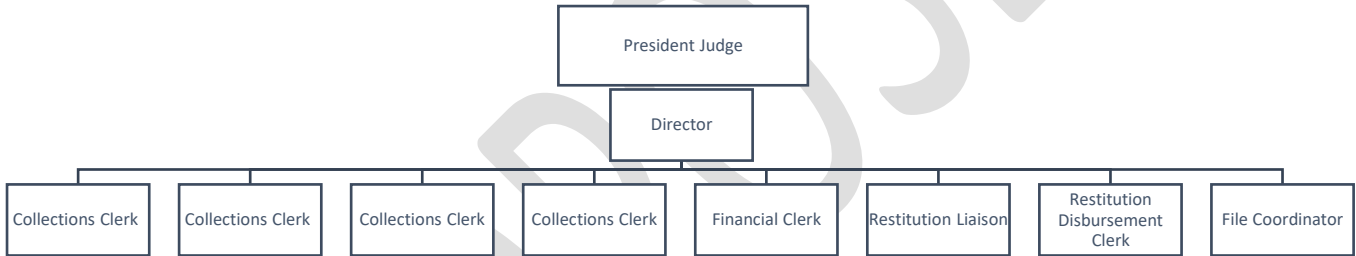 President Judge
Director
Collections Clerk
Collections Clerk
Collections Clerk
Collections Clerk
Financial Clerk
Restitution Liaison
Restitution
Disbursement
Clerk
File Coordinator